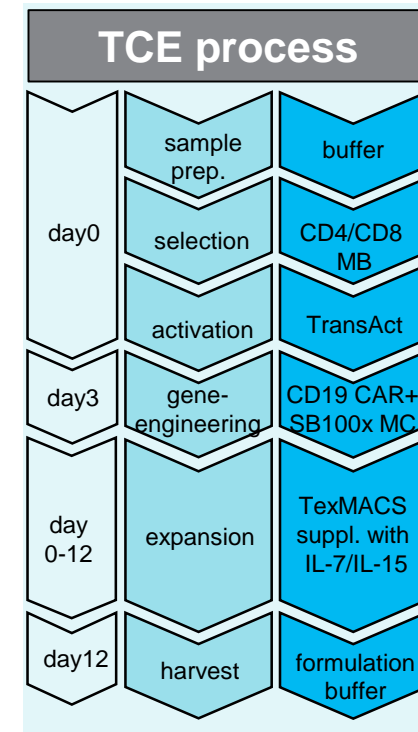 TCE process
day0
sample
prep.
buffer
selection
CD4/CD8
MB
activation
TransAct
day3
gene-
engineering
CD19 CAR+
SB100x MC
day
0-12
expansion
TexMACS
suppl. with
IL-7/IL-15
day12
harvest
formulation
buffer